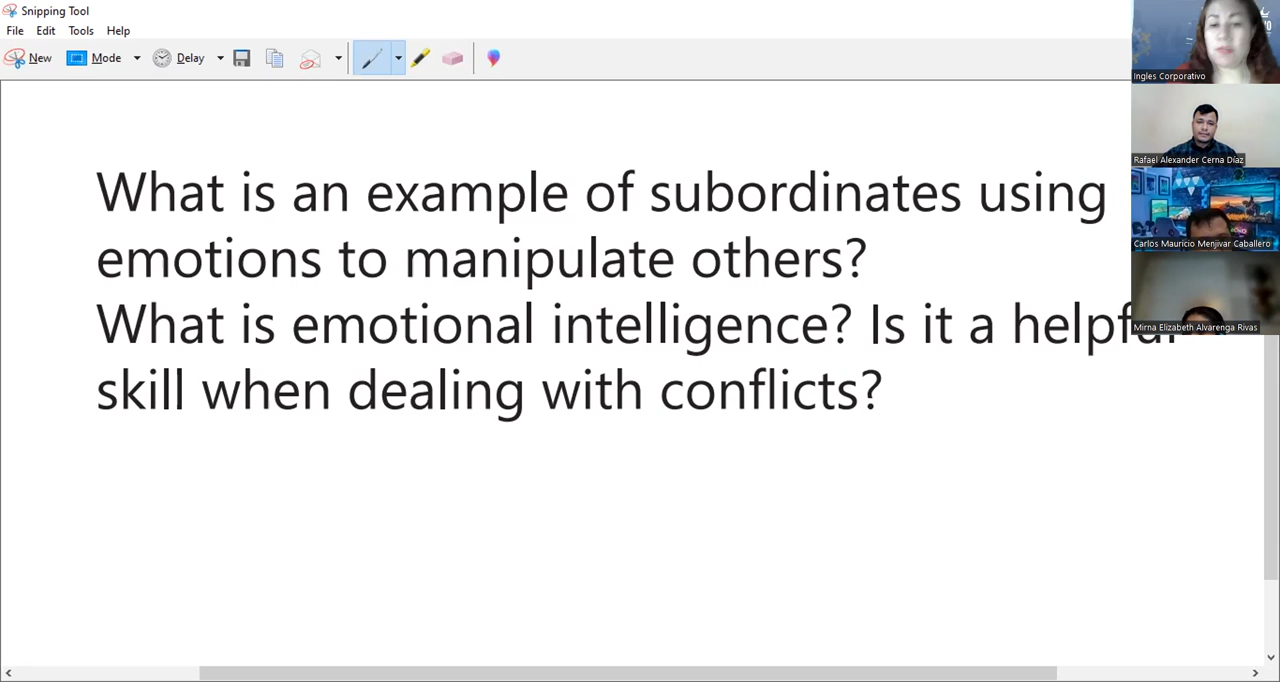 Snipping Tool
File Edit Tools Help
New Mode Delay
What is an example of subordinates using
emotions to manipulate others?
What is emotional intelligence? Is it a
skill when dealing with conflicts?
Ingles Corporativo
Rafael Alexander Cerna Díaz
Carlos Mauricio Menjivar Caballero
Mirna Elizabeth Alvarenga Rivas